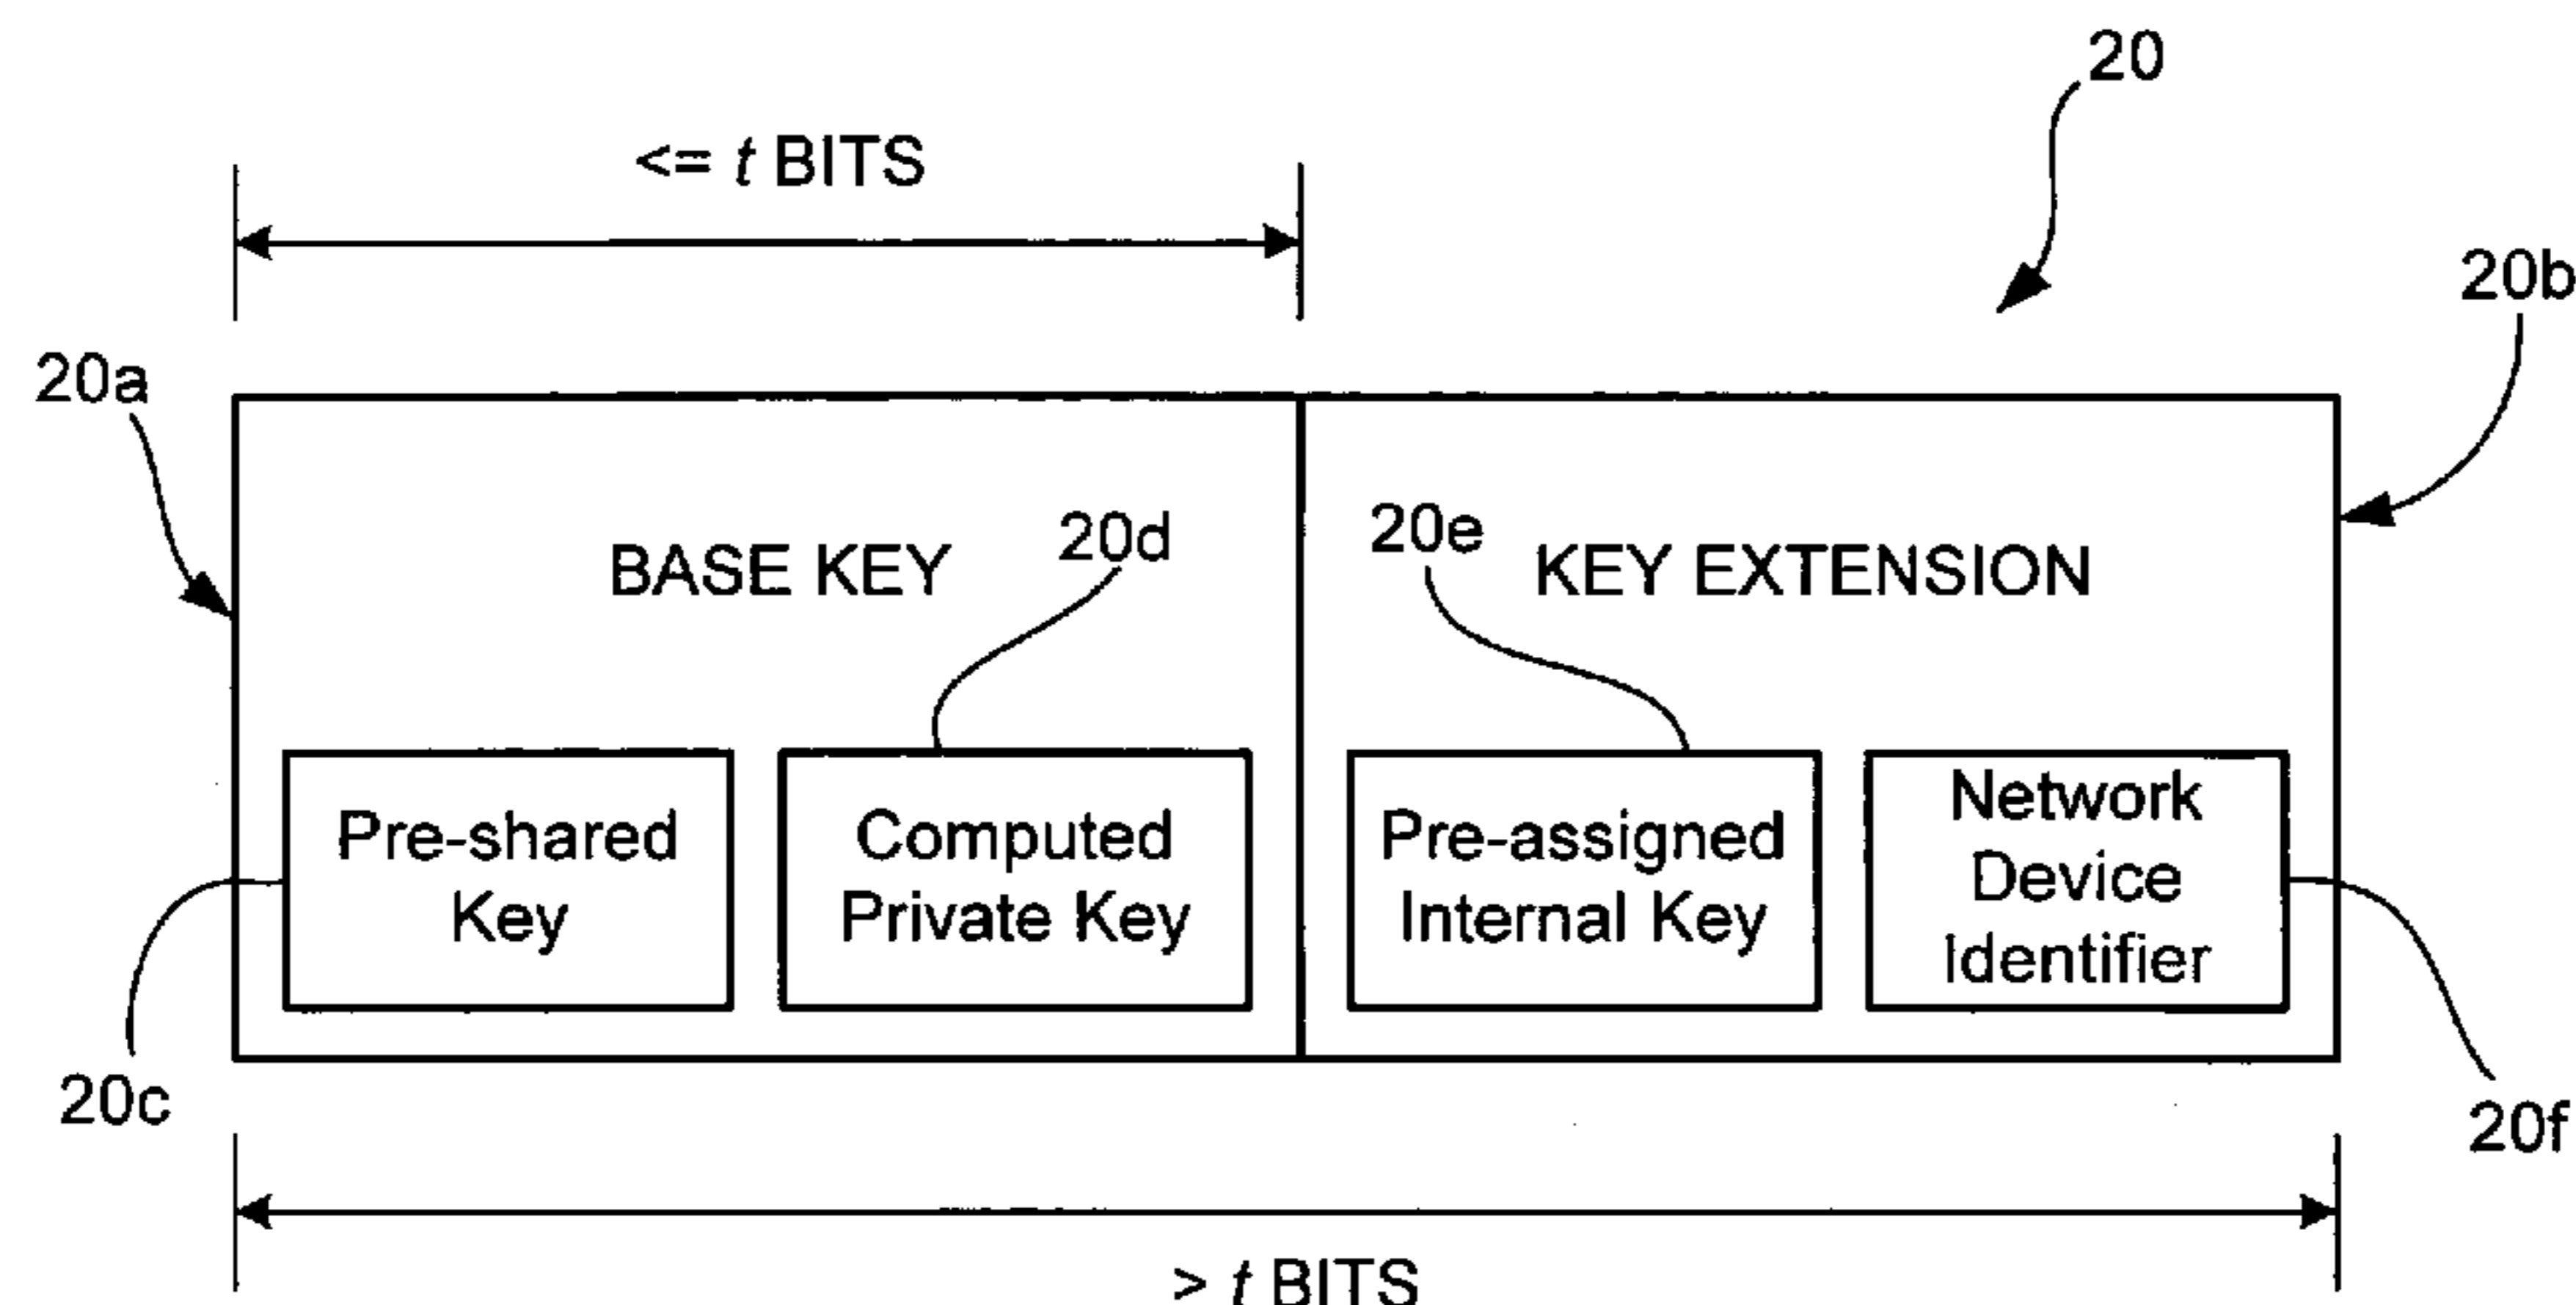 20
<= t BITS
20b
20a
20d
20e
BASE KEY
KEY EXTENSION
Pre-shared
Key
Computed
Private Key
Pre-assigned
Internal Key
Network
Device
Identifier
20c
20f
> t BITS